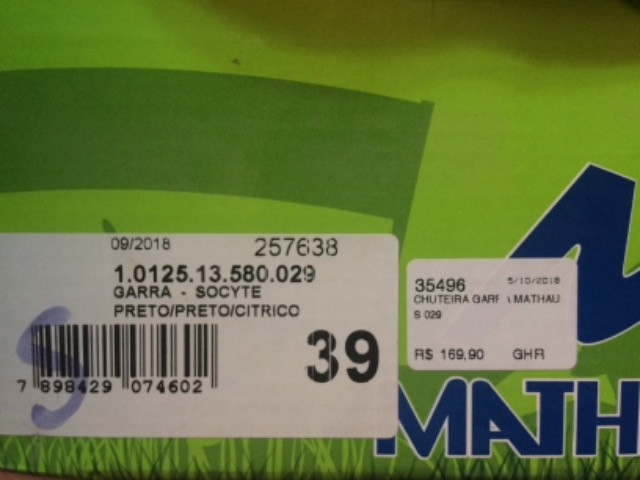 09/2018 257638
1.0125.13.580.029
GARRA - SOCYTE
PRETO/PRETO/CITRICO
39
7 898429 074602
S
35496 5/10/2018
CHUTEIRA GARR MATHAU
S 029
R$ 169,90 GHR
MATH